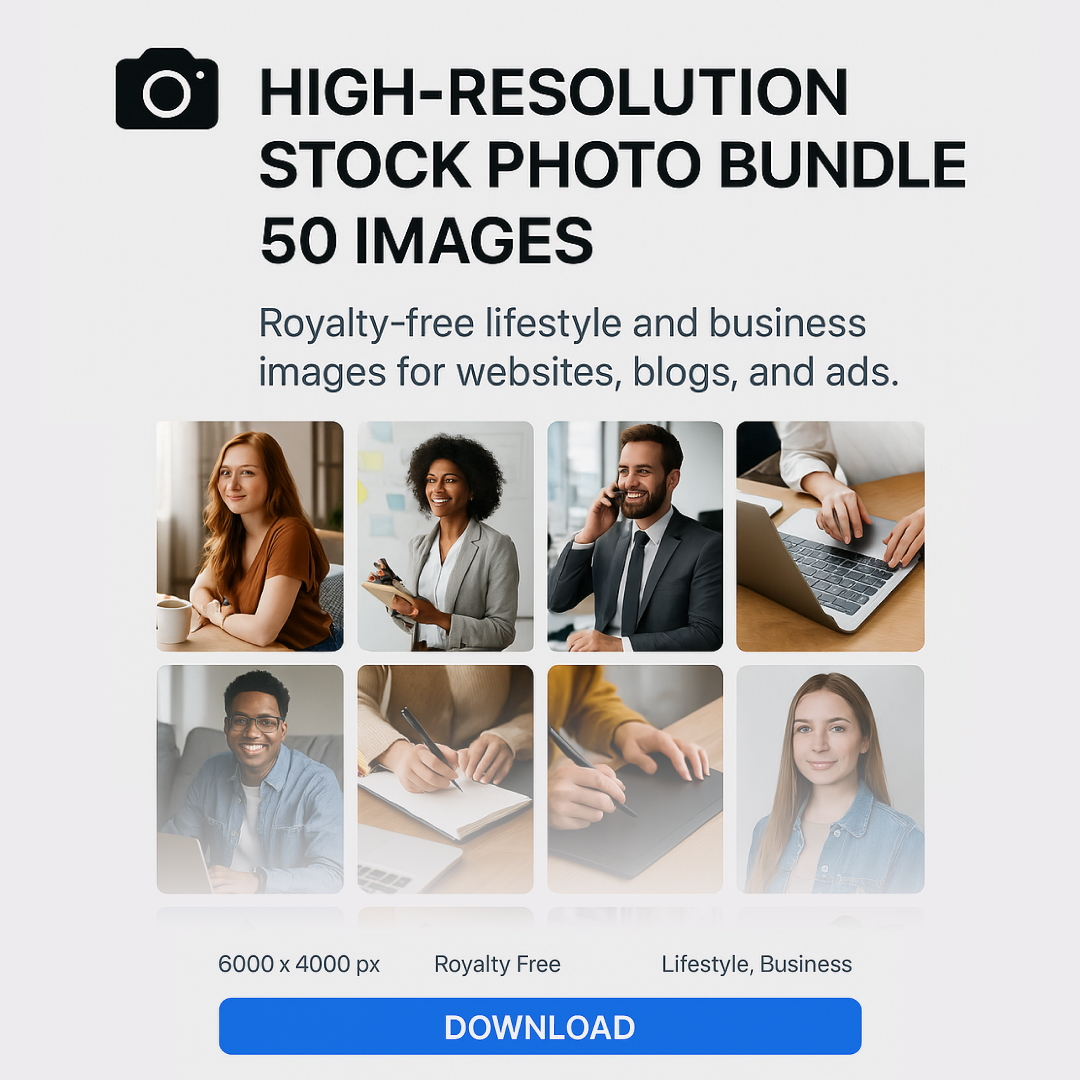 HIGH-RESOLUTION
STOCK PHOTO BUNDLE
50 IMAGES
Royalty-free lifestyle and business
images for websites, blogs, and ads.
6000 x 4000 px Royalty Free Lifestyle, Business
DOWNLOAD